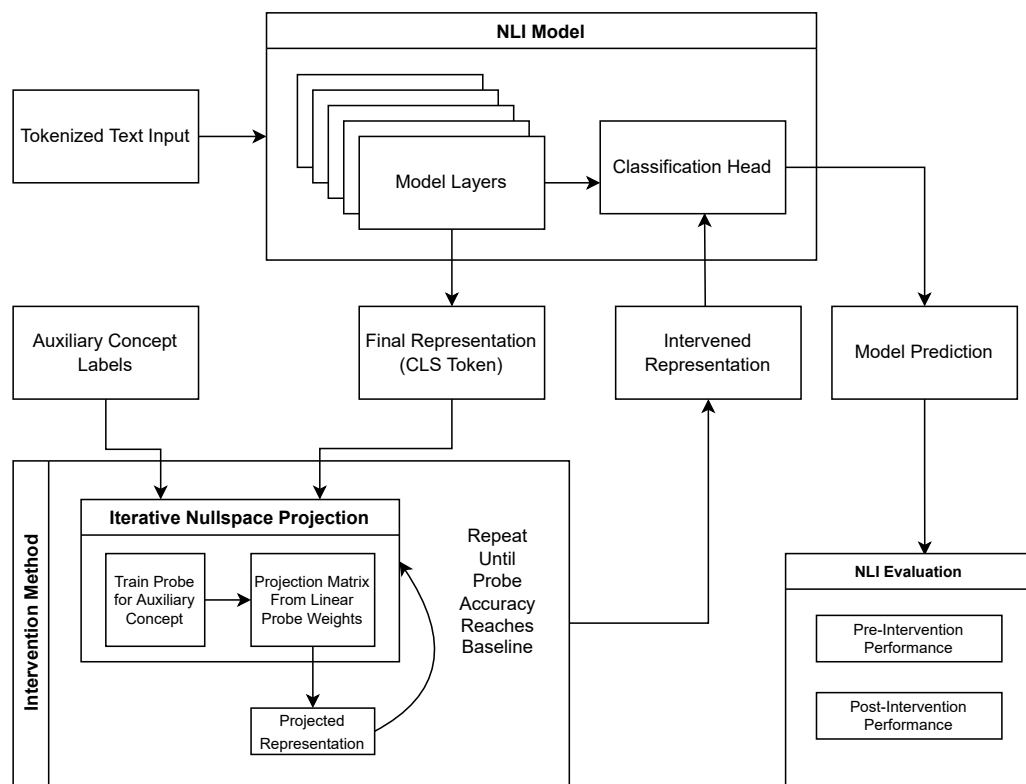 NLI Model
Tokenized Text Input
Model Layers
Classification Head
Auxiliary Concept
Labels
Final Representation
(CLS Token)
Intervened
Representation
Model Prediction
Intervention Method
Iterative Nullspace Projection
Train Probe
for Auxiliary
Concept
Projection Matrix
From Linear
Probe Weights
Projected
Representation
Repeat
Until
Probe
Accuracy
Reaches
Baseline
NLI Evaluation
Pre-Intervention
Performance
Post-Intervention
Performance